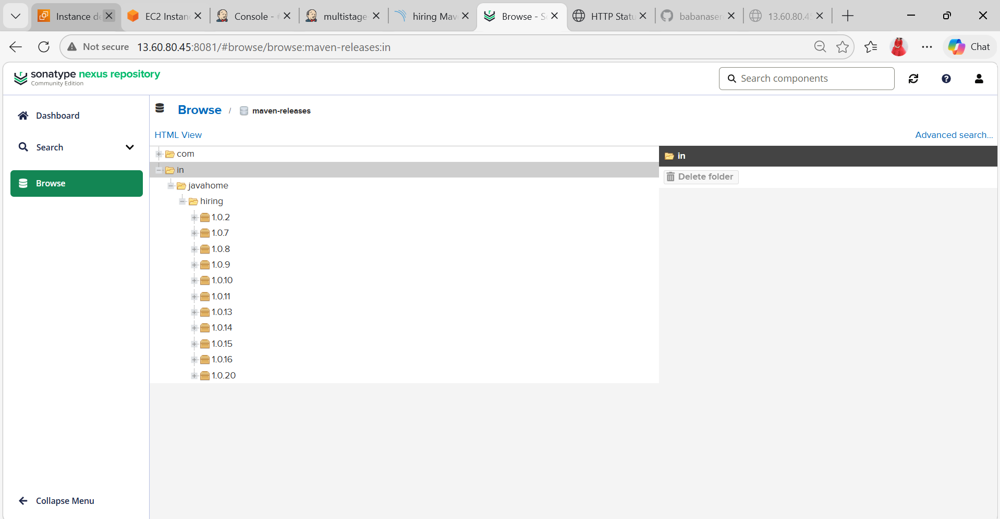 Instance de
EC2 Instan
Console - #
multistage-
hiring Mav
Browse - S
HTTP Statu
babanaser
13.60.80.4
Not secure 13.60.80.45:8081/#browse/browse:maven-releases:in
Chat
sonatype nexus repository
Community Edition
Search components
Dashboard
Search
Browse
Collapse Menu
Browse / maven-releases
HTML View
Advanced search...
com
in
javahome
hiring
1.0.2
1.0.7
1.0.8
1.0.9
1.0.10
1.0.11
1.0.13
1.0.14
1.0.15
1.0.16
1.0.20
in
Delete folder